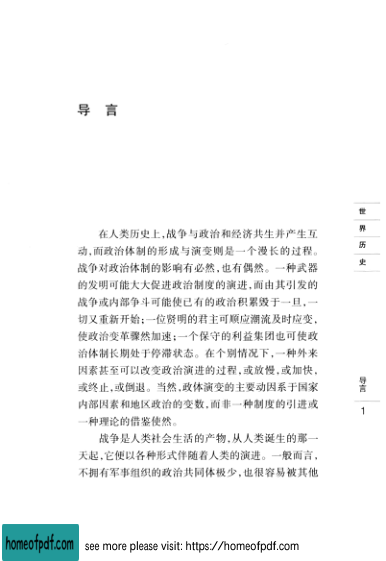 导 言
在人类历史上,战争与政治和经济共生并产生互
动,而政治体制的形成与演变则是一个漫长的过程。
战争对政治体制的影响有必然,也有偶然。一种武器
的发明可能大大促进政治制度的演进,而由其引发的
战争或内部争斗可能使已有的政治积累毁于一旦,一
切又重新开始;一位贤明的君主可顺应潮流及时应变,
使政治变革骤然加速;一个保守的利益集团也可使政
治体制长期处于停滞状态。在个别情况下,一种外来
因素甚至可以改变政治演进的过程,或放慢,或加快,
或终止,或倒退。当然,政体演变的主要动因系于国家
内部因素和地区政治的变数,而非一种制度的引进或
一种理论的借鉴使然。
战争是人类社会生活的产物,从人类诞生的那一
天起,它便以各种形式伴随着人类的演进。一般而言,
不拥有军事组织的政治共同体极少,也很容易被其他
世
界
历
史
导言
1
homeofpdf.com
see more please visit: https://homeofpdf.com